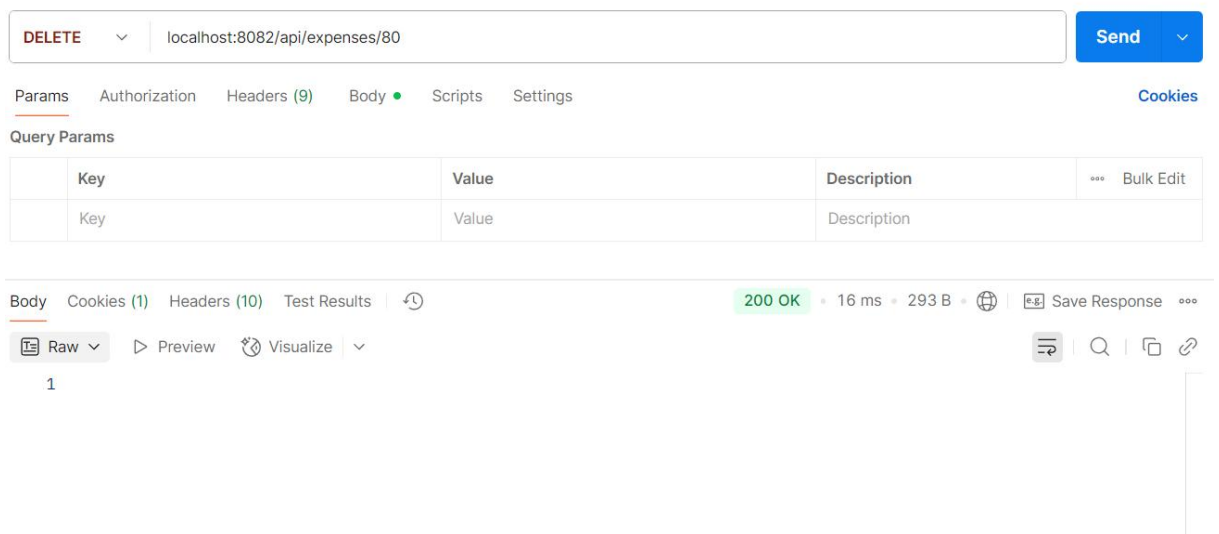 DELETE localhost:8082/api/expenses/80 Send
Params Authorization Headers (9) Body Scripts Settings Cookies
Query Params
Key Value Description Bulk Edit
Key Value Description
Body Cookies (1) Headers (10) Test Results 200 OK 16 ms 293 B e.g. Save Response
Raw Preview Visualize
1